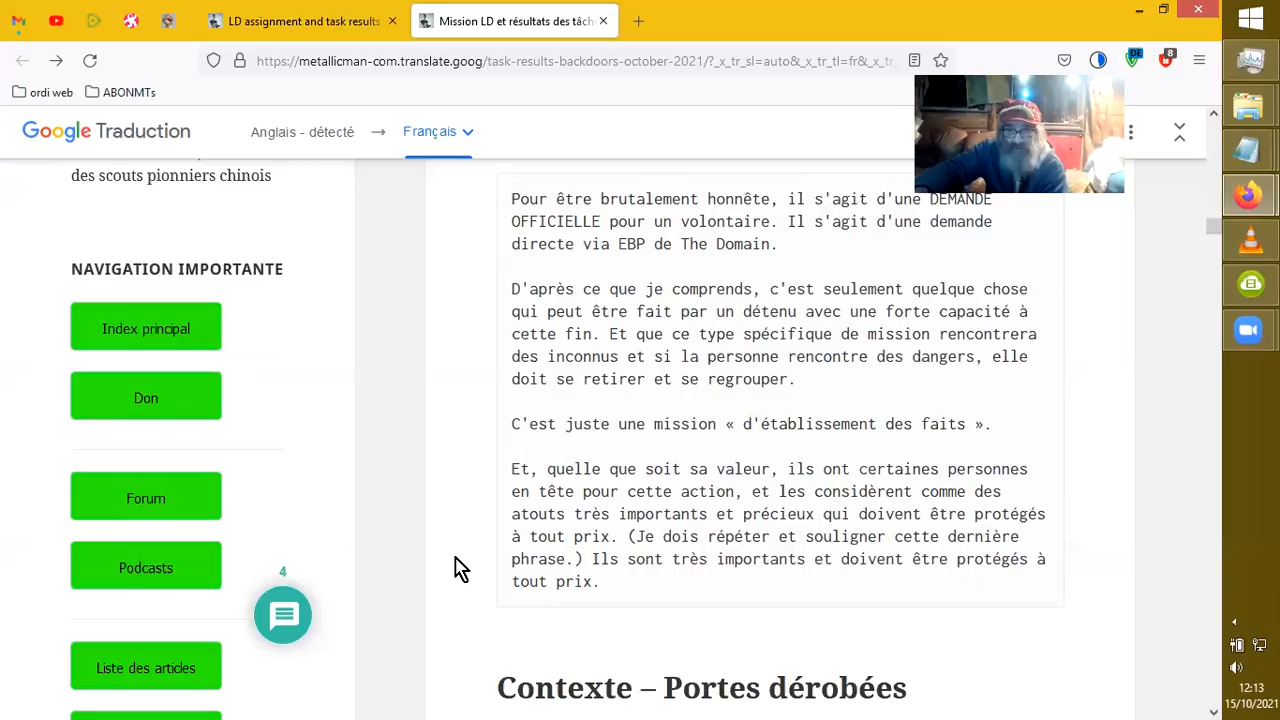 LD assignment and task results
Mission LD et résultats des tâch
https://metallicman-com.translate.goog/task-results-backdoors-october-2021/?_x_tr_sl=auto&_x_tr_tl=fr&_x_tr_
DE
8
ordi web
ABONMTs
Google Traduction
Anglais - détecté
Français
des scouts pionniers chinois
NAVIGATION IMPORTANTE
Index principal
Don
Forum
Podcasts
4
Liste des articles
Pour être brutalement honnête, il s'agit d'une DEMANDE
OFFICIELLE pour un volontaire. Il s'agit d'une demande
directe via EBP de The Domain.
D'après ce que je comprends, c'est seulement quelque chose
qui peut être fait par un détenu avec une forte capacité à
cette fin. Et que ce type spécifique de mission rencontrera
des inconnus et si la personne rencontre des dangers, elle
doit se retirer et se regrouper.
C'est juste une mission « d'établissement des faits ».
Et, quelle que soit sa valeur, ils ont certaines personnes
en tête pour cette action, et les considèrent comme des
atouts très importants et précieux qui doivent être protégés
à tout prix. (Je dois répéter et souligner cette dernière
phrase.) Ils sont très importants et doivent être protégés à
tout prix.
Contexte – Portes dérobées
12:13
15/10/2021